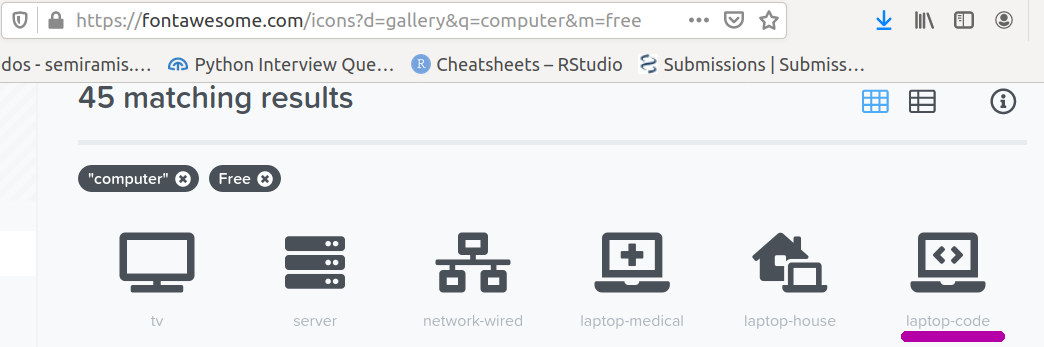 https://fontawesome.com/icons?d=gallery&q=computer&m=free
dos - semiramis.… Python Interview Que… R Cheatsheets – RStudio Submissions | Submiss…
45 matching results
"computer" Free
tv server network-wired laptop-medical laptop-house laptop-code